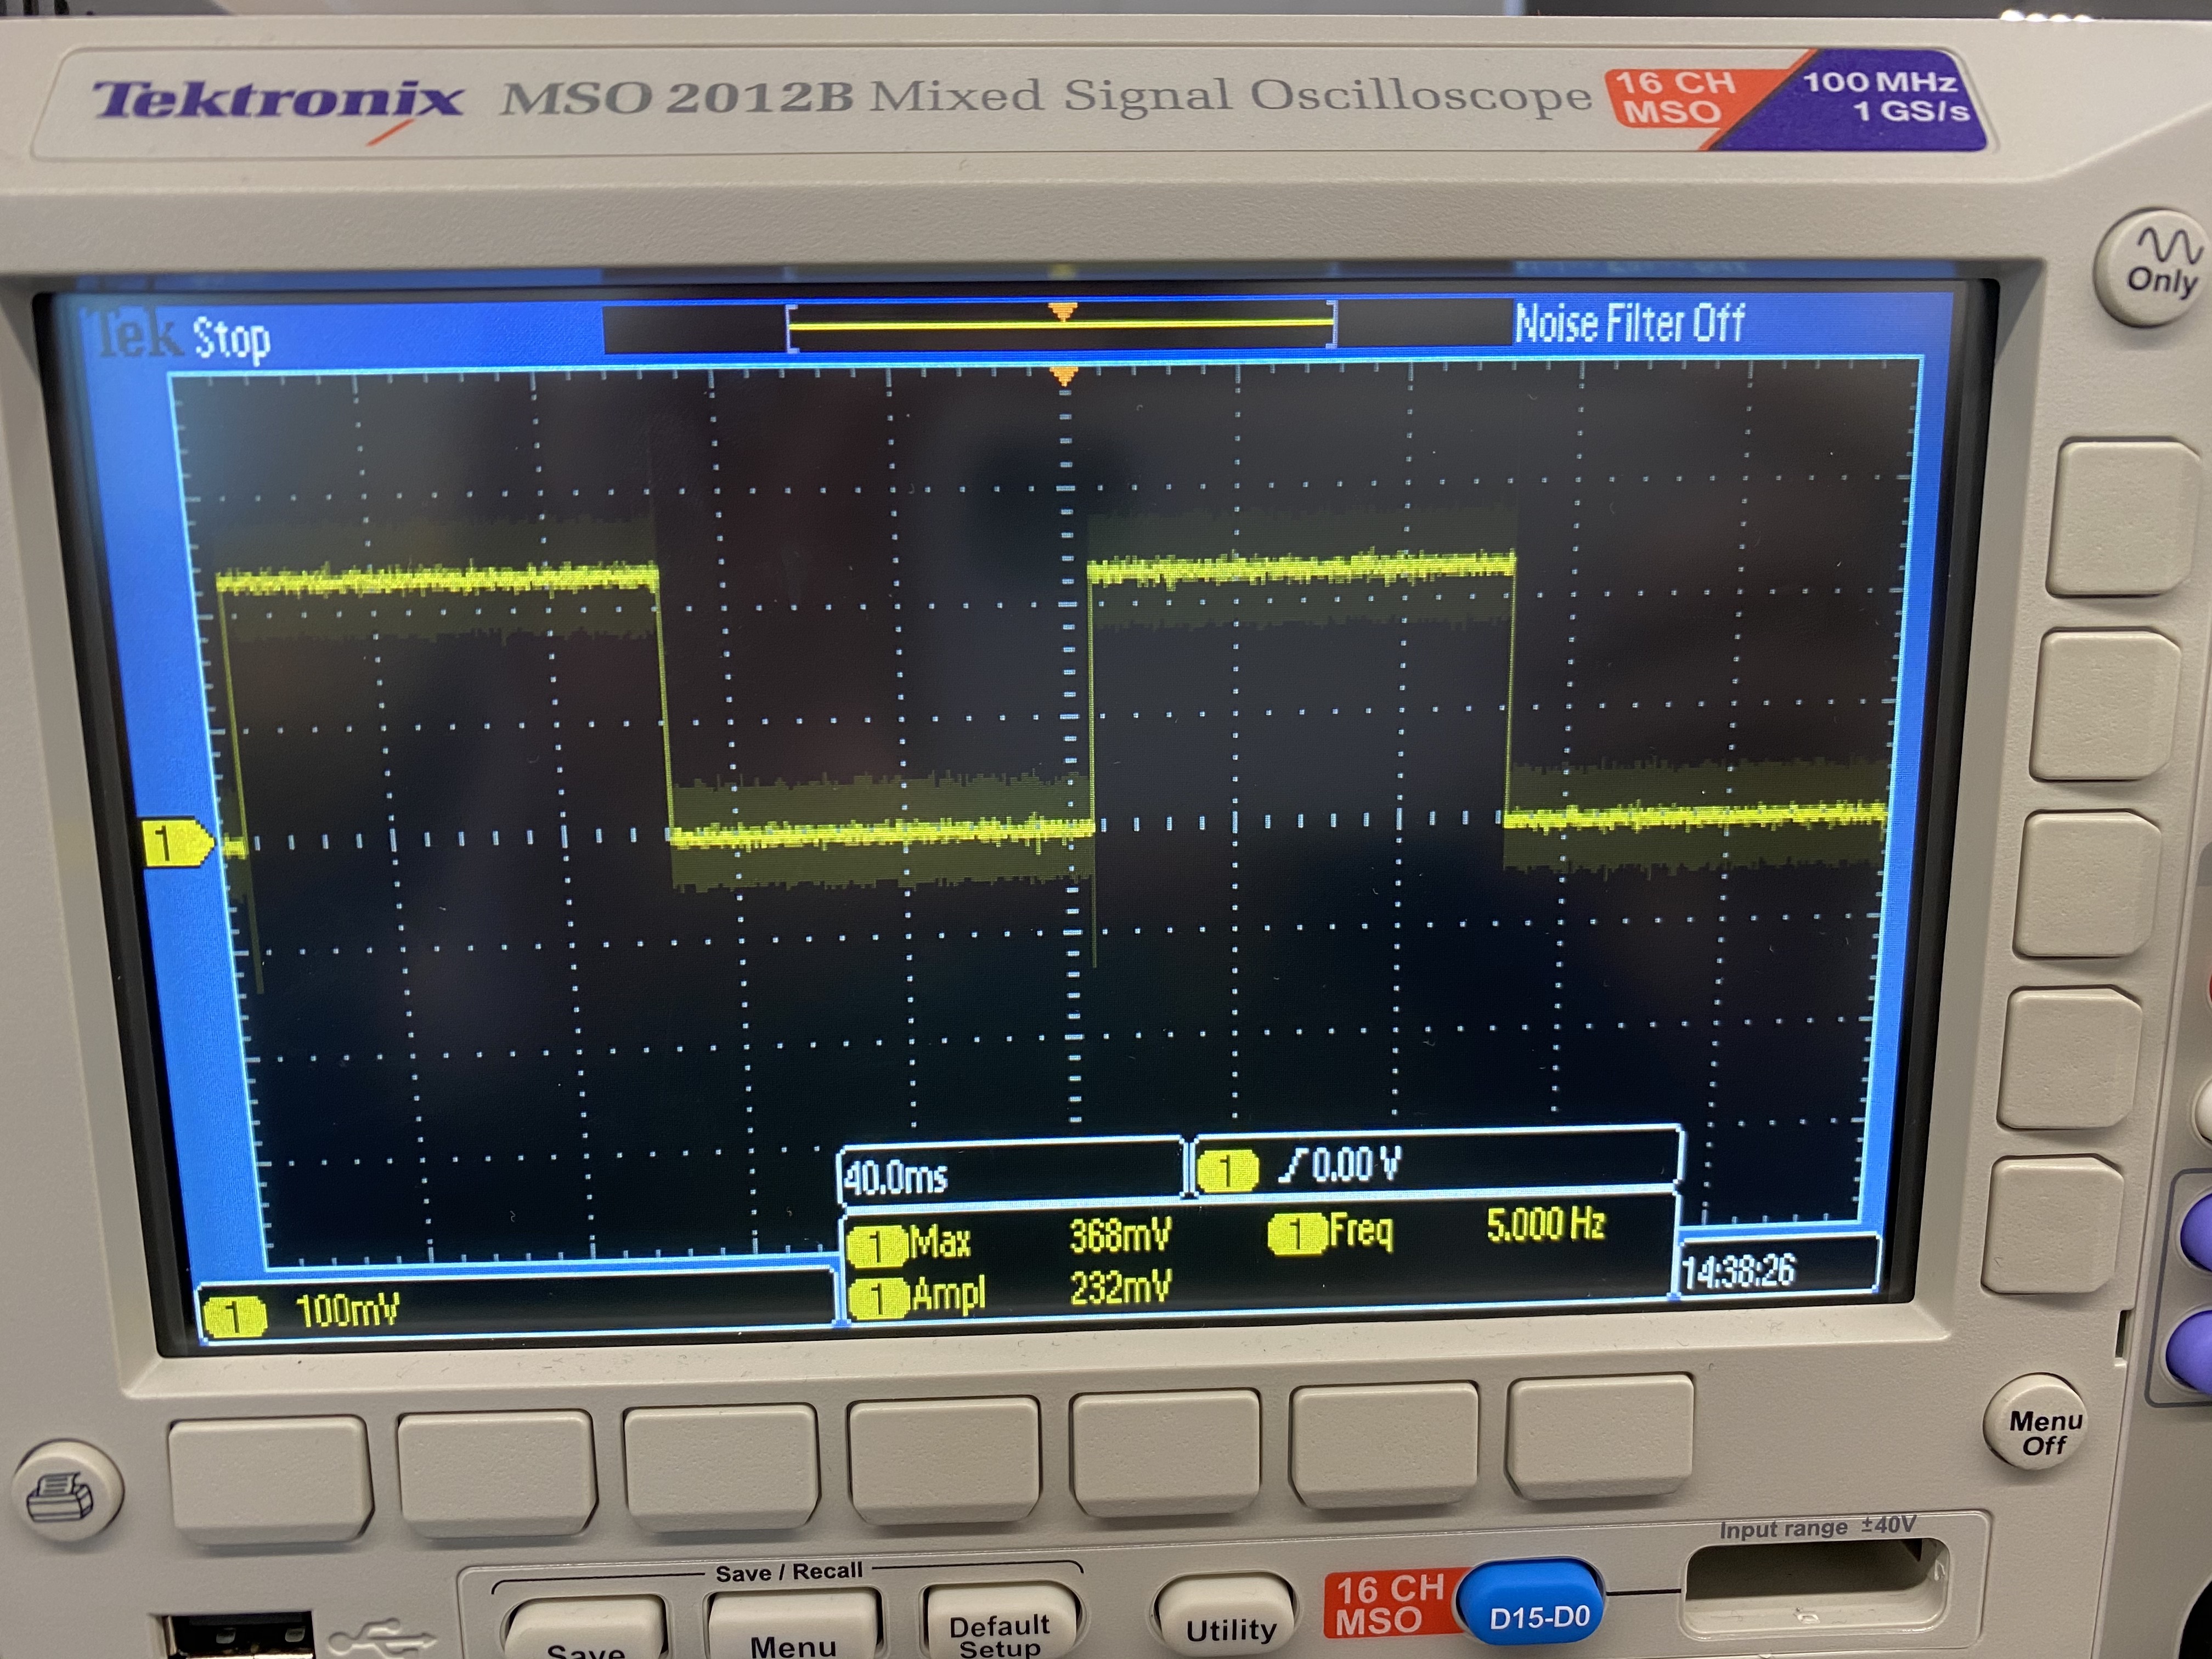 Tektronix MSO 2012B Mixed Signal Oscilloscope
16 CH
MSO
100 MHz
1 GS/s
Only
Tek Stop
Noise Filter Off
1
40.0ms
1 0.00 V
1 Max 368mV 1 Freq 5.000 Hz
1 Ampl 232mV
1 100mV
14:38:26
Menu
Off
Input range ±40V
Save / Recall
Save
Menu
Default
Setup
Utility
16 CH
MSO
D15-D0